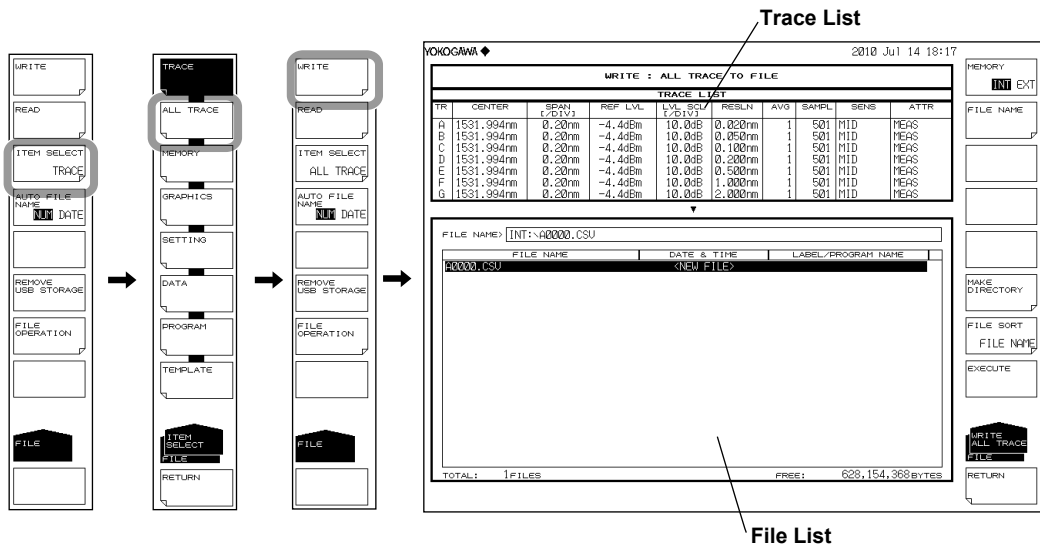 Trace List
WRITE
READ
ITEM SELECT
TRACE
AUTO FILE
NAME
NUM DATE
REMOVE
USB STORAGE
FILE
OPERATION
FILE
TRACE
ALL TRACE
MEMORY
GRAPHICS
SETTING
DATA
PROGRAM
TEMPLATE
ITEM
SELECT
FILE
RETURN
WRITE
READ
ITEM SELECT
ALL TRACE
AUTO FILE
NAME
NUM DATE
REMOVE
USB STORAGE
FILE
OPERATION
FILE
YOKOGAWA 2010 Jul 14 18:17
WRITE : ALL TRACE TO FILE
TRACE LIST
TR CENTER SPAN [/DIV] REF LVL LVL SCL [/DIV] RESLN AVG SAMPL SENS ATTR
A 1531.994nm 0.20nm -4.4dBm 10.0dB 0.020nm 1 501 MID MEAS
B 1531.994nm 0.20nm -4.4dBm 10.0dB 0.050nm 1 501 MID MEAS
C 1531.994nm 0.20nm -4.4dBm 10.0dB 0.100nm 1 501 MID MEAS
D 1531.994nm 0.20nm -4.4dBm 10.0dB 0.200nm 1 501 MID MEAS
E 1531.994nm 0.20nm -4.4dBm 10.0dB 0.500nm 1 501 MID MEAS
F 1531.994nm 0.20nm -4.4dBm 10.0dB 1.000nm 1 501 MID MEAS
G 1531.994nm 0.20nm -4.4dBm 10.0dB 2.000nm 1 501 MID MEAS
FILE NAME> INT:\A0000.CSV
FILE NAME DATE & TIME LABEL/PROGRAM NAME
A0000.CSV <NEW FILE>
TOTAL: 1FILES FREE: 628,154,368BYTES
MEMORY
INT EXT
FILE NAME
MAKE
DIRECTORY
FILE SORT
FILE NAME
EXECUTE
WRITE
ALL TRACE
FILE
RETURN
File List